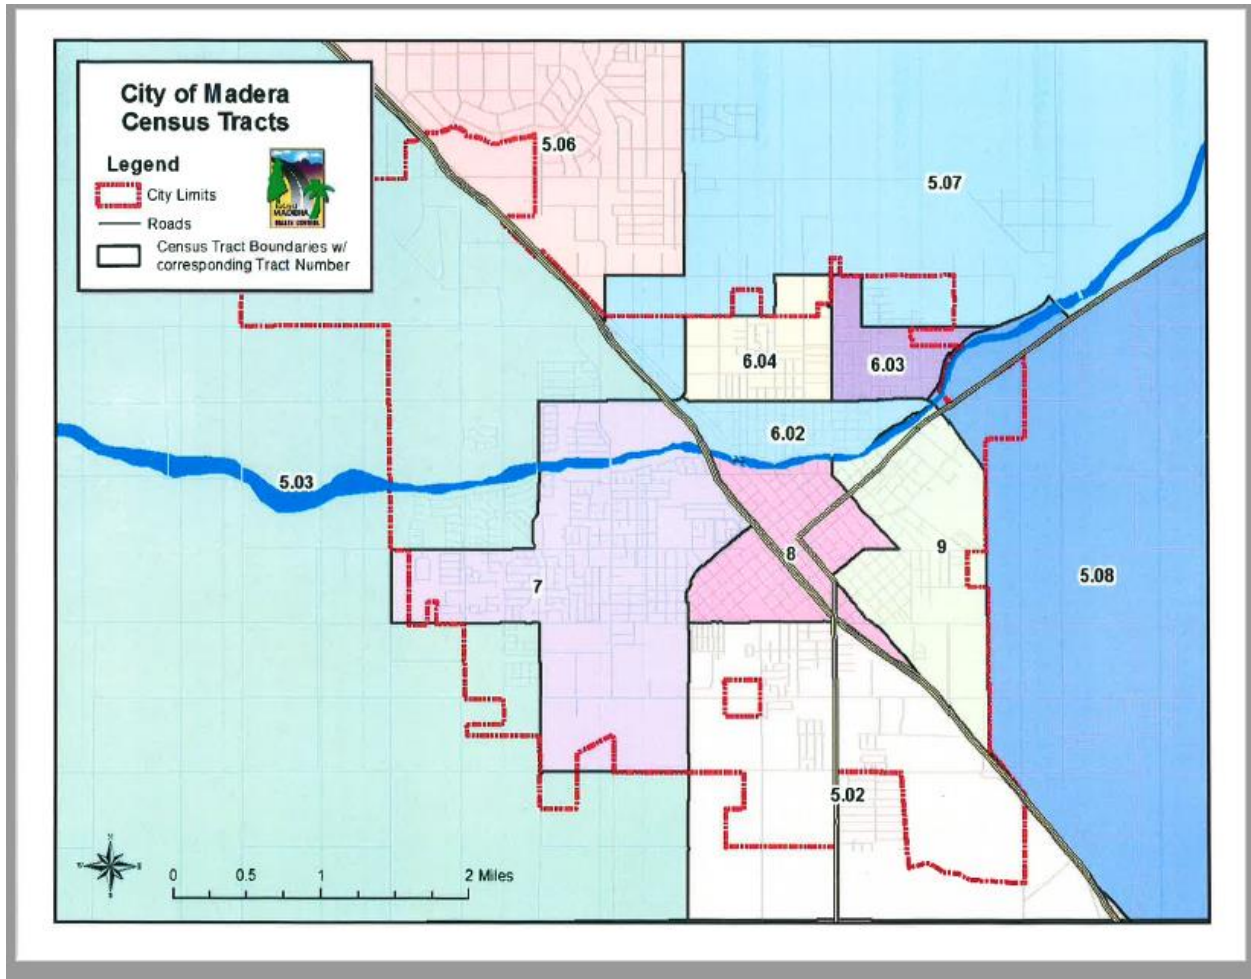 City of Madera
Census Tracts
Legend
City Limits
MADERA
Roads
Census Tract Boundaries w/
corresponding Tract Number
5.06
5.07
6.04
6.03
6.02
5.03
8
9
7
5.08
5.02
N
W
E
S
0 0.5 1 2 Miles